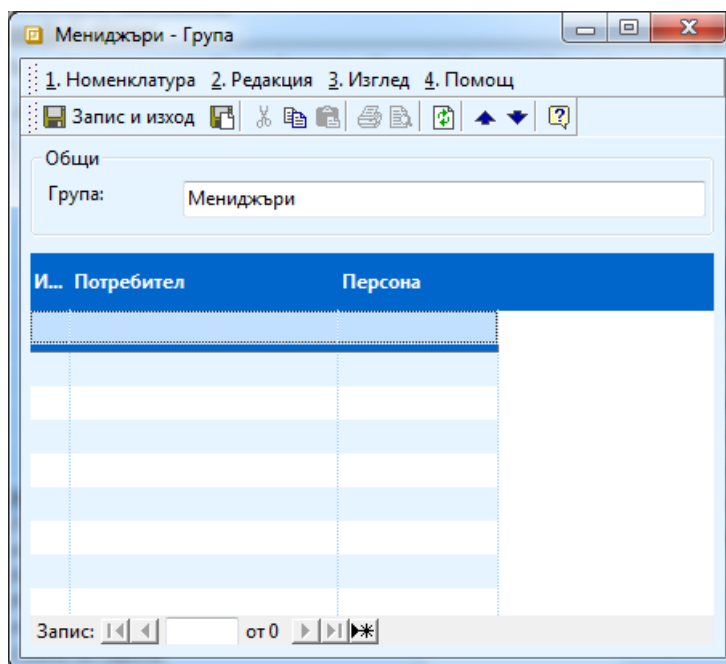 Мениджъри - Група
1. Номенклатура 2. Редакция 3. Изглед 4. Помощ
Запис и изход
Общи
Група: Мениджъри
И... Потребител Персона
Запис: от 0